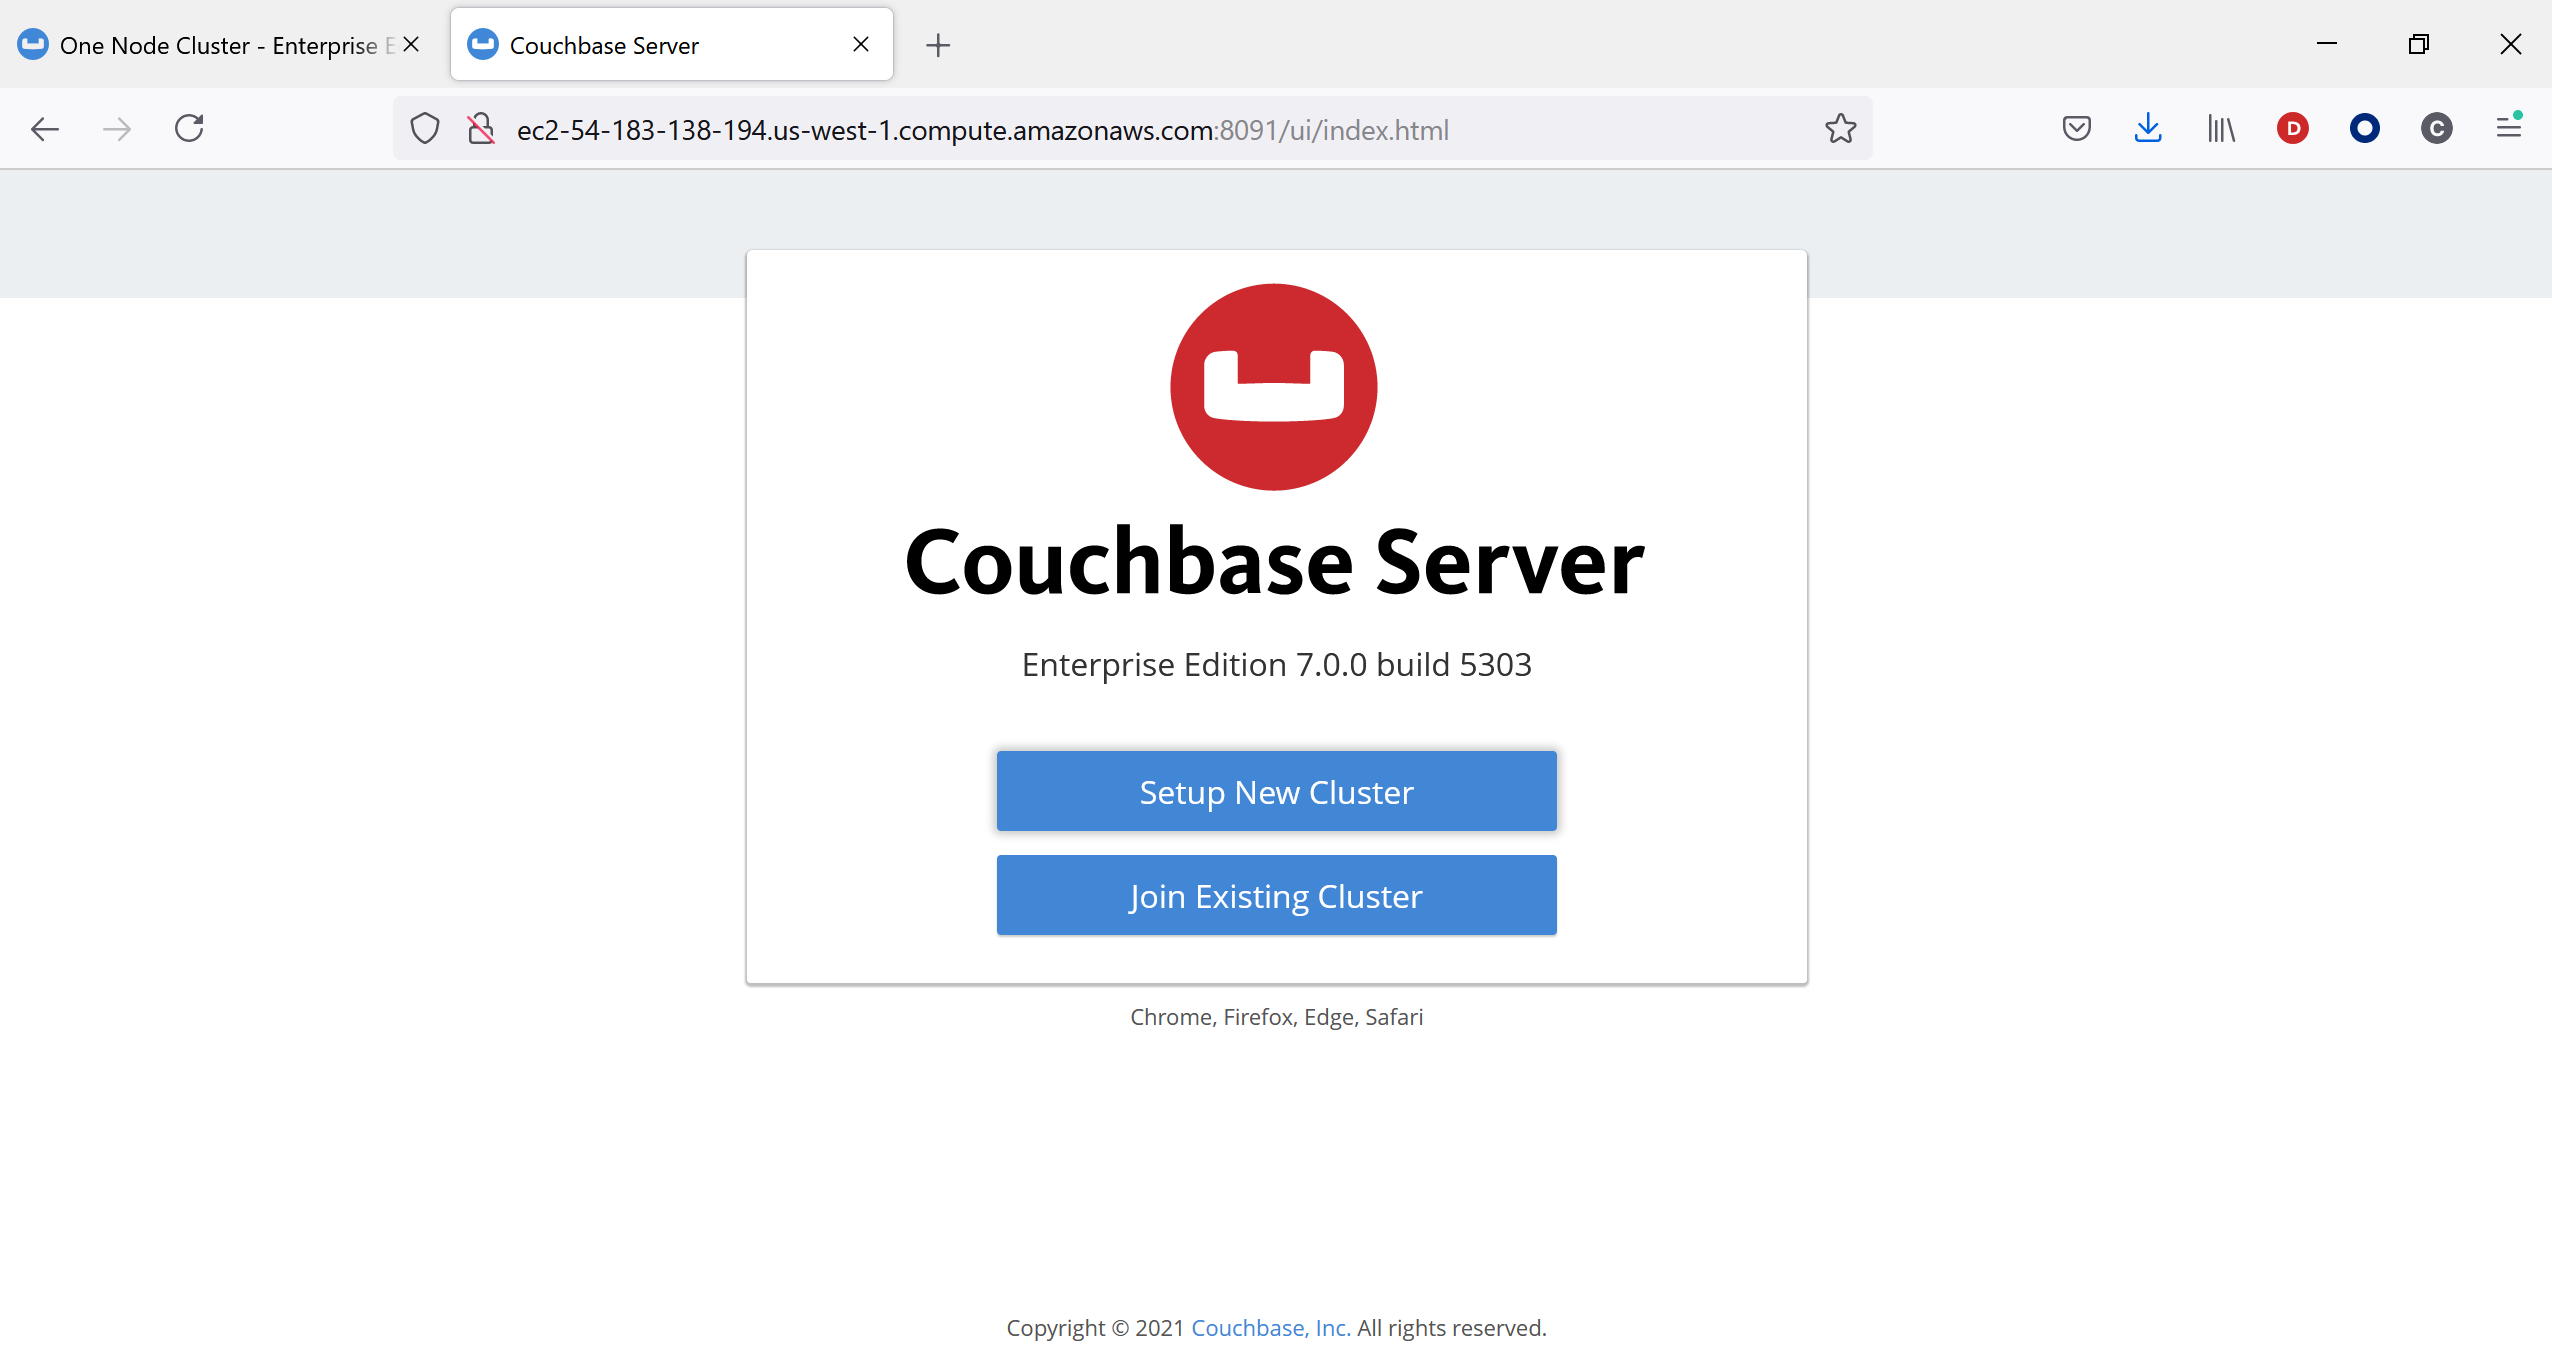 One Node Cluster - Enterprise E
Couchbase Server
ec2-54-183-138-194.us-west-1.compute.amazonaws.com:8091/ui/index.html
D
C
Couchbase Server
Enterprise Edition 7.0.0 build 5303
Setup New Cluster
Join Existing Cluster
Chrome, Firefox, Edge, Safari
Copyright © 2021 Couchbase, Inc. All rights reserved.